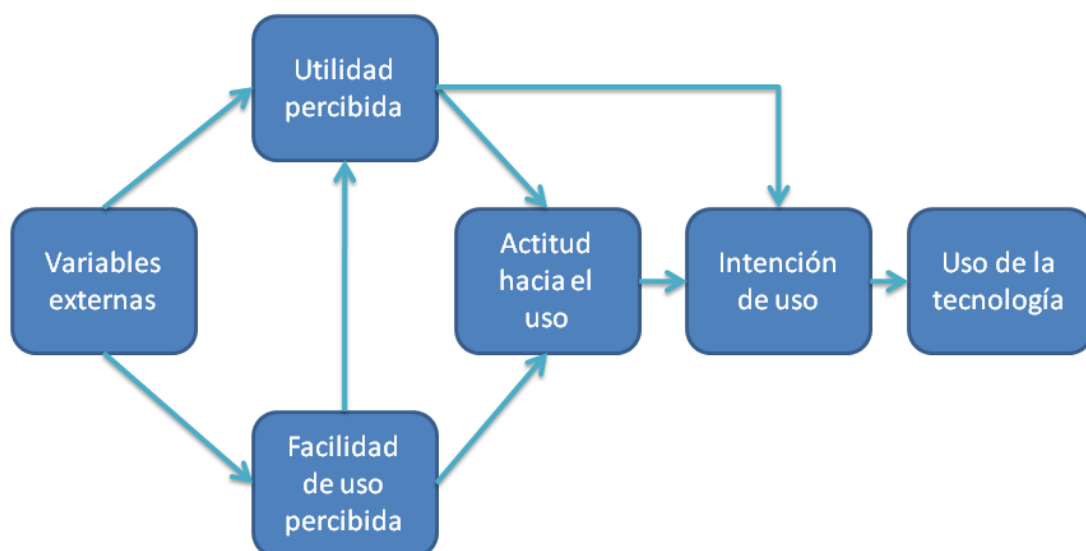 Utilidad
percibida
Variables
externas
Actitud
hacia el
uso
Intención
de uso
Uso de la
tecnología
Facilidad
de uso
percibida